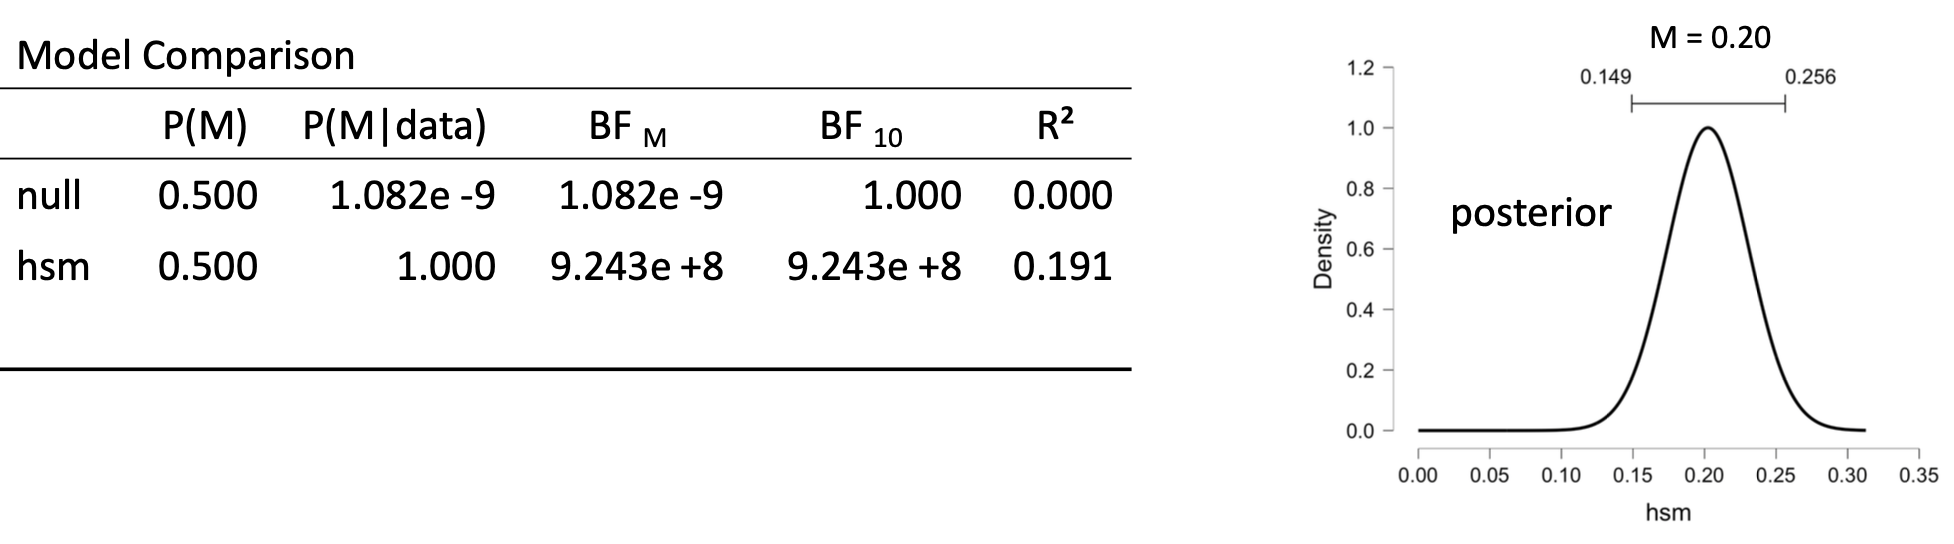 Model Comparison
P(M) P(M|data) BF M BF 10 R²
null 0.500 1.082e -9 1.082e -9 1.000 0.000
hsm 0.500 1.000 9.243e +8 9.243e +8 0.191
M = 0.20
0.149 0.256
1.2
1.0
0.8
0.6
0.4
0.2
0.0
Density
posterior
0.00 0.05 0.10 0.15 0.20 0.25 0.30 0.35
hsm